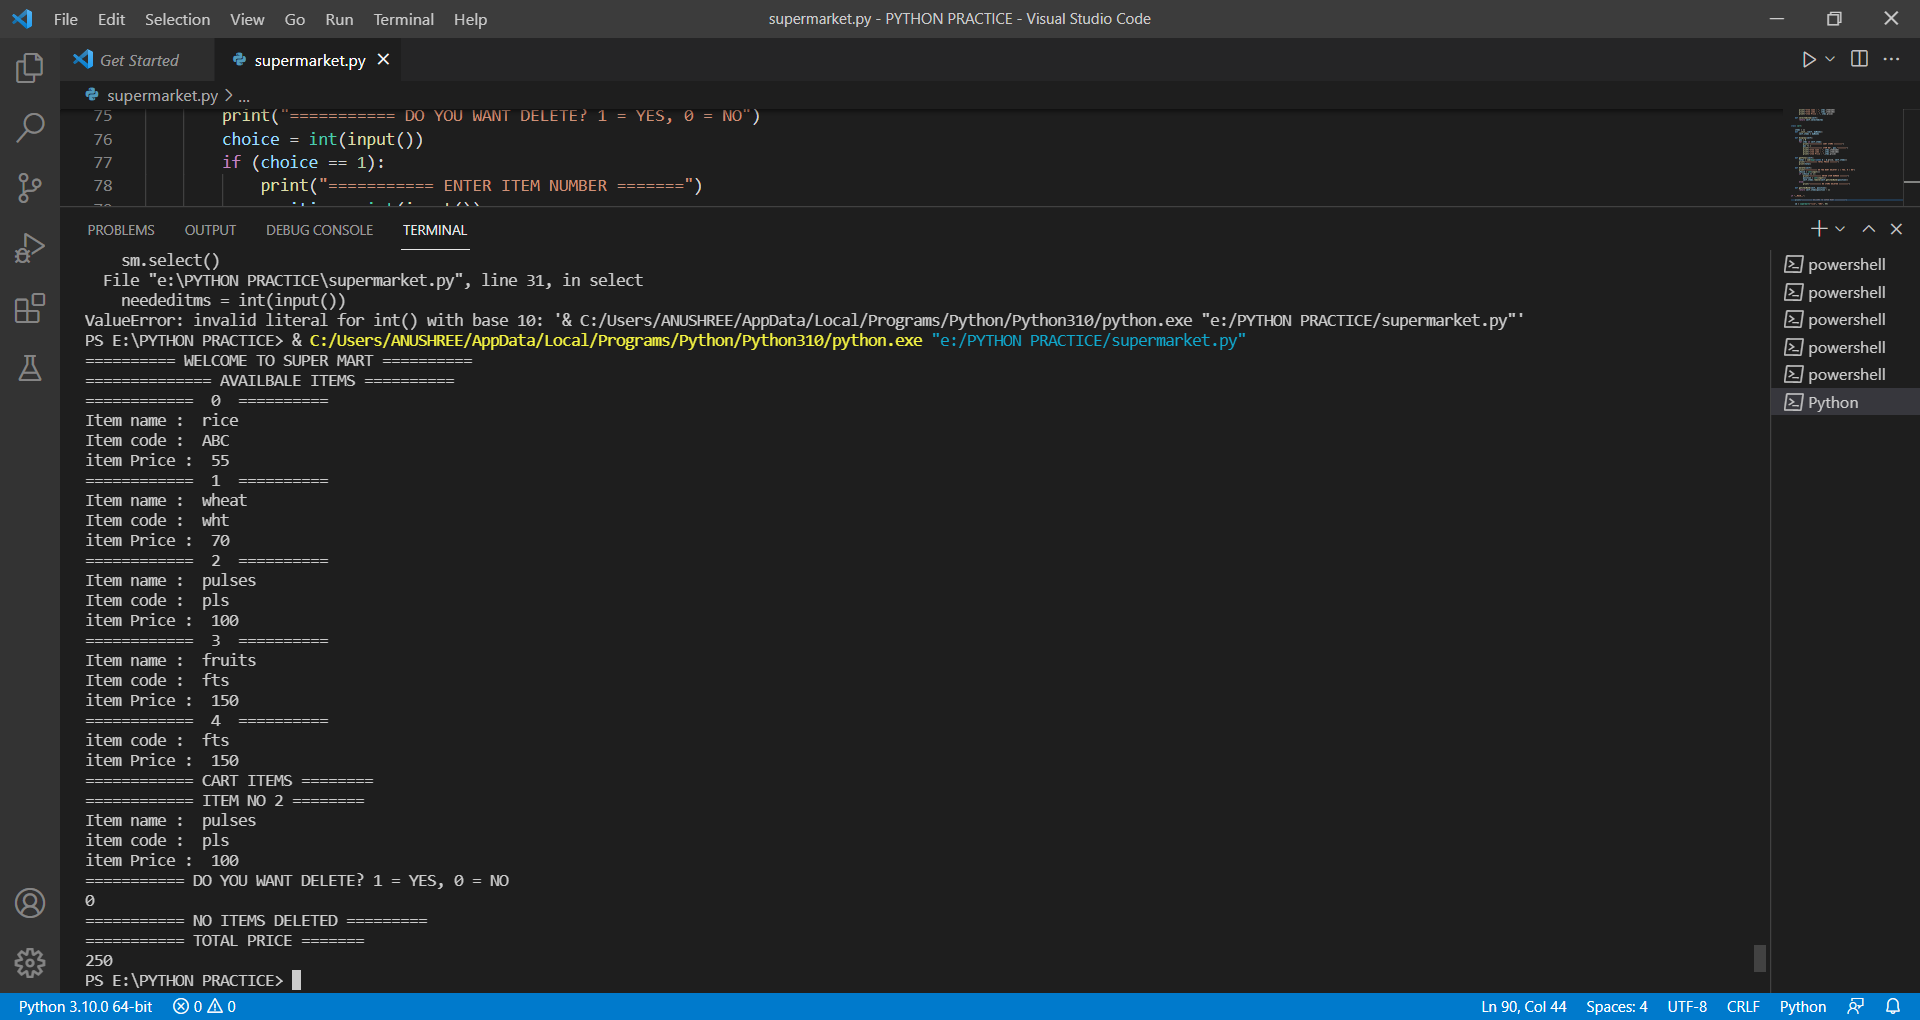 File Edit Selection View Go Run Terminal Help
supermarket.py - PYTHON PRACTICE - Visual Studio Code
Get Started
supermarket.py
supermarket.py > ...
75 print("=========== DO YOU WANT DELETE? 1 = YES, 0 = NO")
76 choice = int(input())
77 if (choice == 1):
78 print("=========== ENTER ITEM NUMBER =======")
PROBLEMS OUTPUT DEBUG CONSOLE TERMINAL
sm.select()
File "e:\PYTHON PRACTICE\supermarket.py", line 31, in select
neededitms = int(input())
ValueError: invalid literal for int() with base 10: '& C:/Users/ANUSHREE/AppData/Local/Programs/Python/Python310/python.exe "e:/PYTHON PRACTICE/supermarket.py"'
PS E:\PYTHON PRACTICE> & C:/Users/ANUSHREE/AppData/Local/Programs/Python/Python310/python.exe "e:/PYTHON PRACTICE/supermarket.py"
========== WELCOME TO SUPER MART ==========
============== AVAILBALE ITEMS ==========
============ 0 ==========
Item name : rice
Item code : ABC
item Price : 55
============ 1 ==========
Item name : wheat
Item code : wht
item Price : 70
============ 2 ==========
Item name : pulses
Item code : pls
item Price : 100
============ 3 ==========
Item name : fruits
Item code : fts
item Price : 150
============ 4 ==========
item code : fts
item Price : 150
============ CART ITEMS ========
============ ITEM NO 2 ========
Item name : pulses
item code : pls
item Price : 100
=========== DO YOU WANT DELETE? 1 = YES, 0 = NO
0
=========== NO ITEMS DELETED =========
=========== TOTAL PRICE =======
250
PS E:\PYTHON PRACTICE>
powershell
powershell
powershell
powershell
powershell
Python
Python 3.10.0 64-bit 0 0
Ln 90, Col 44 Spaces: 4 UTF-8 CRLF Python